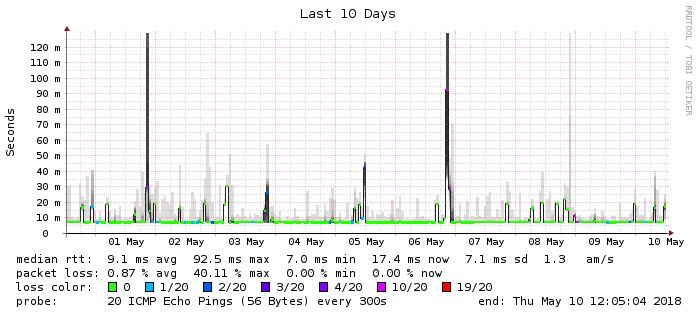 Last 10 Days
RRDTOOL / TOBI OETIKER
Seconds
120 m
110 m
100 m
90 m
80 m
70 m
60 m
50 m
40 m
30 m
20 m
10 m
0
01 May 02 May 03 May 04 May 05 May 06 May 07 May 08 May 09 May 10 May
median rtt: 9.1 ms avg 92.5 ms max 7.0 ms min 17.4 ms now 7.1 ms sd 1.3 am/s
packet loss: 0.87 % avg 40.11 % max 0.00 % min 0.00 % now
loss color: 0 1/20 2/20 3/20 4/20 10/20 19/20
probe: 20 ICMP Echo Pings (56 Bytes) every 300s end: Thu May 10 12:05:04 2018